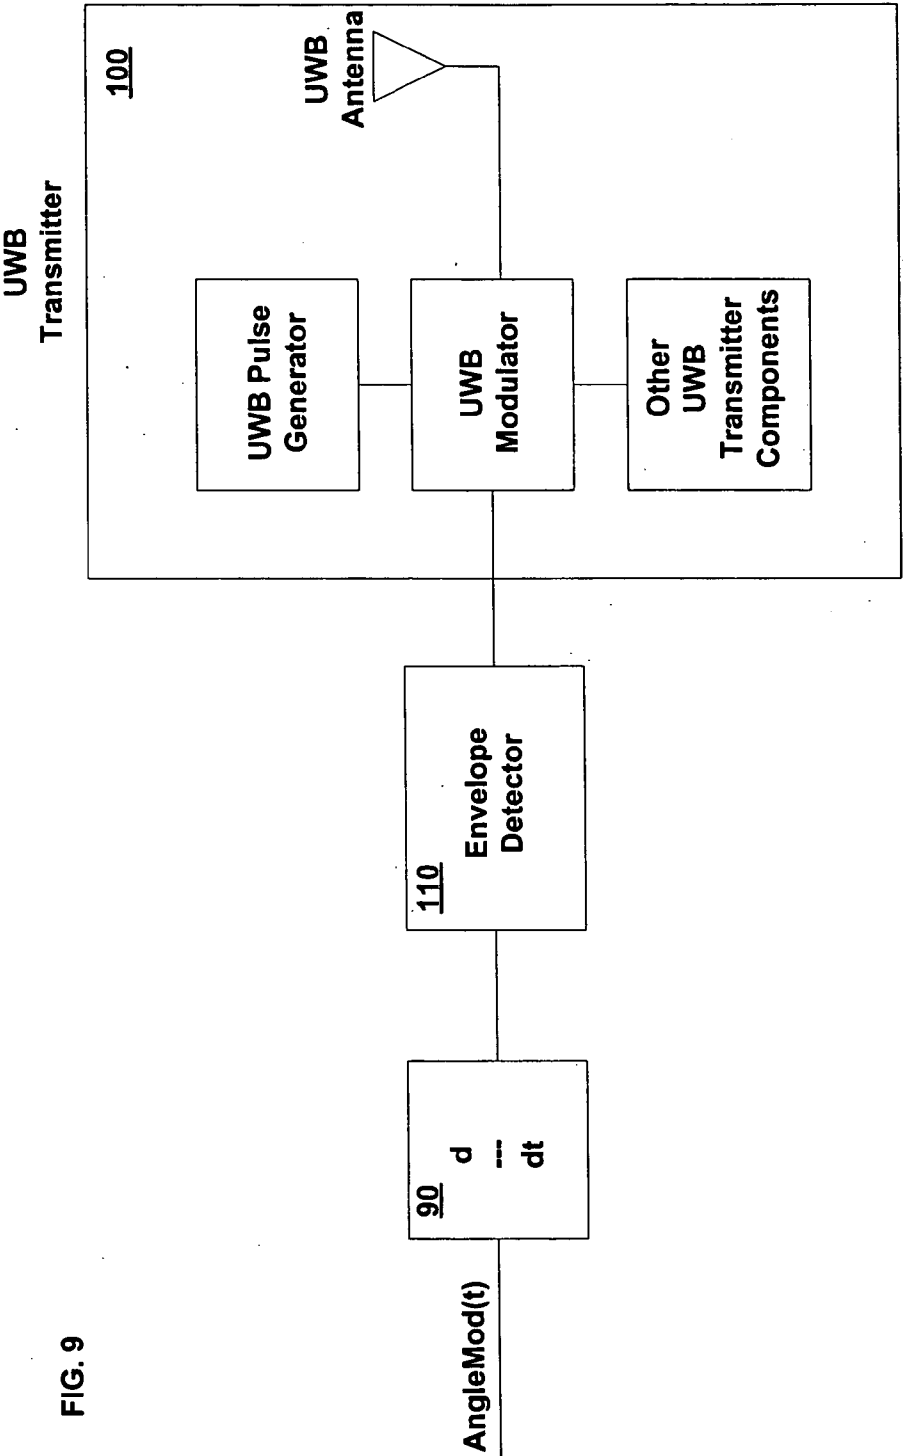 FIG. 9
AngleMod(t)
90
d
---
dt
110
Envelope
Detector
UWB
Transmitter
100
UWB Pulse
Generator
UWB
Modulator
Other
UWB
Transmitter
Components
UWB
Antenna